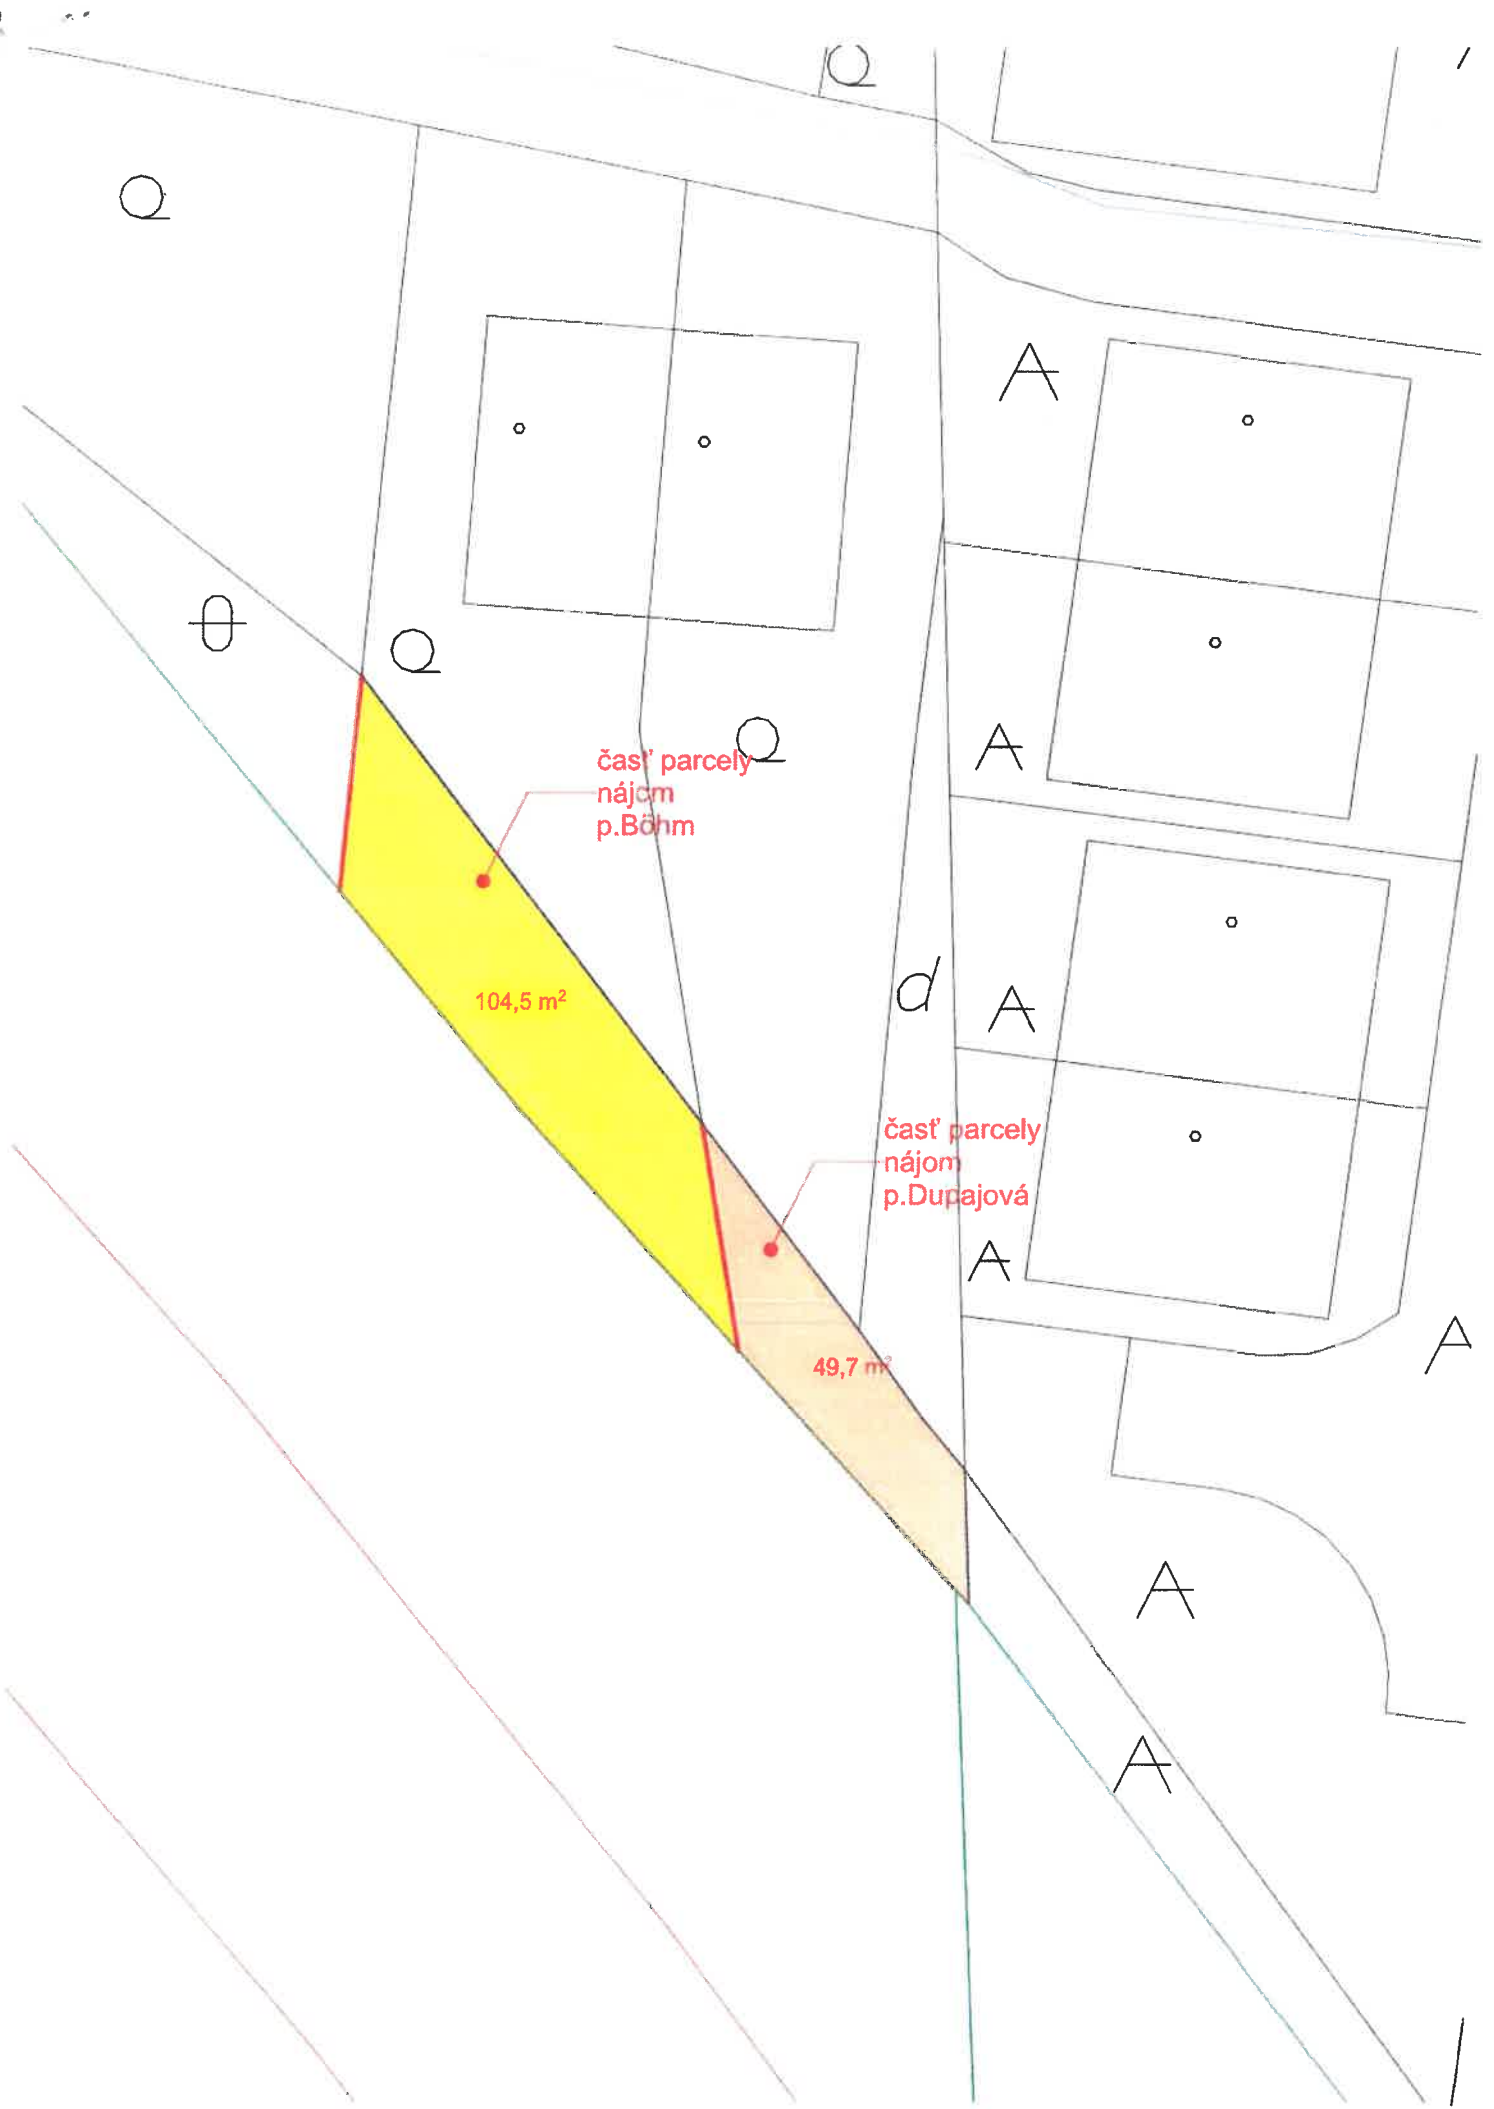 Q
Q
A
Q
Q
A
časť parcely
nájom
p.Böhm
104,5 m²
d
A
časť parcely
nájom
p.Dupajová
A
49,7 m²
A
A
A